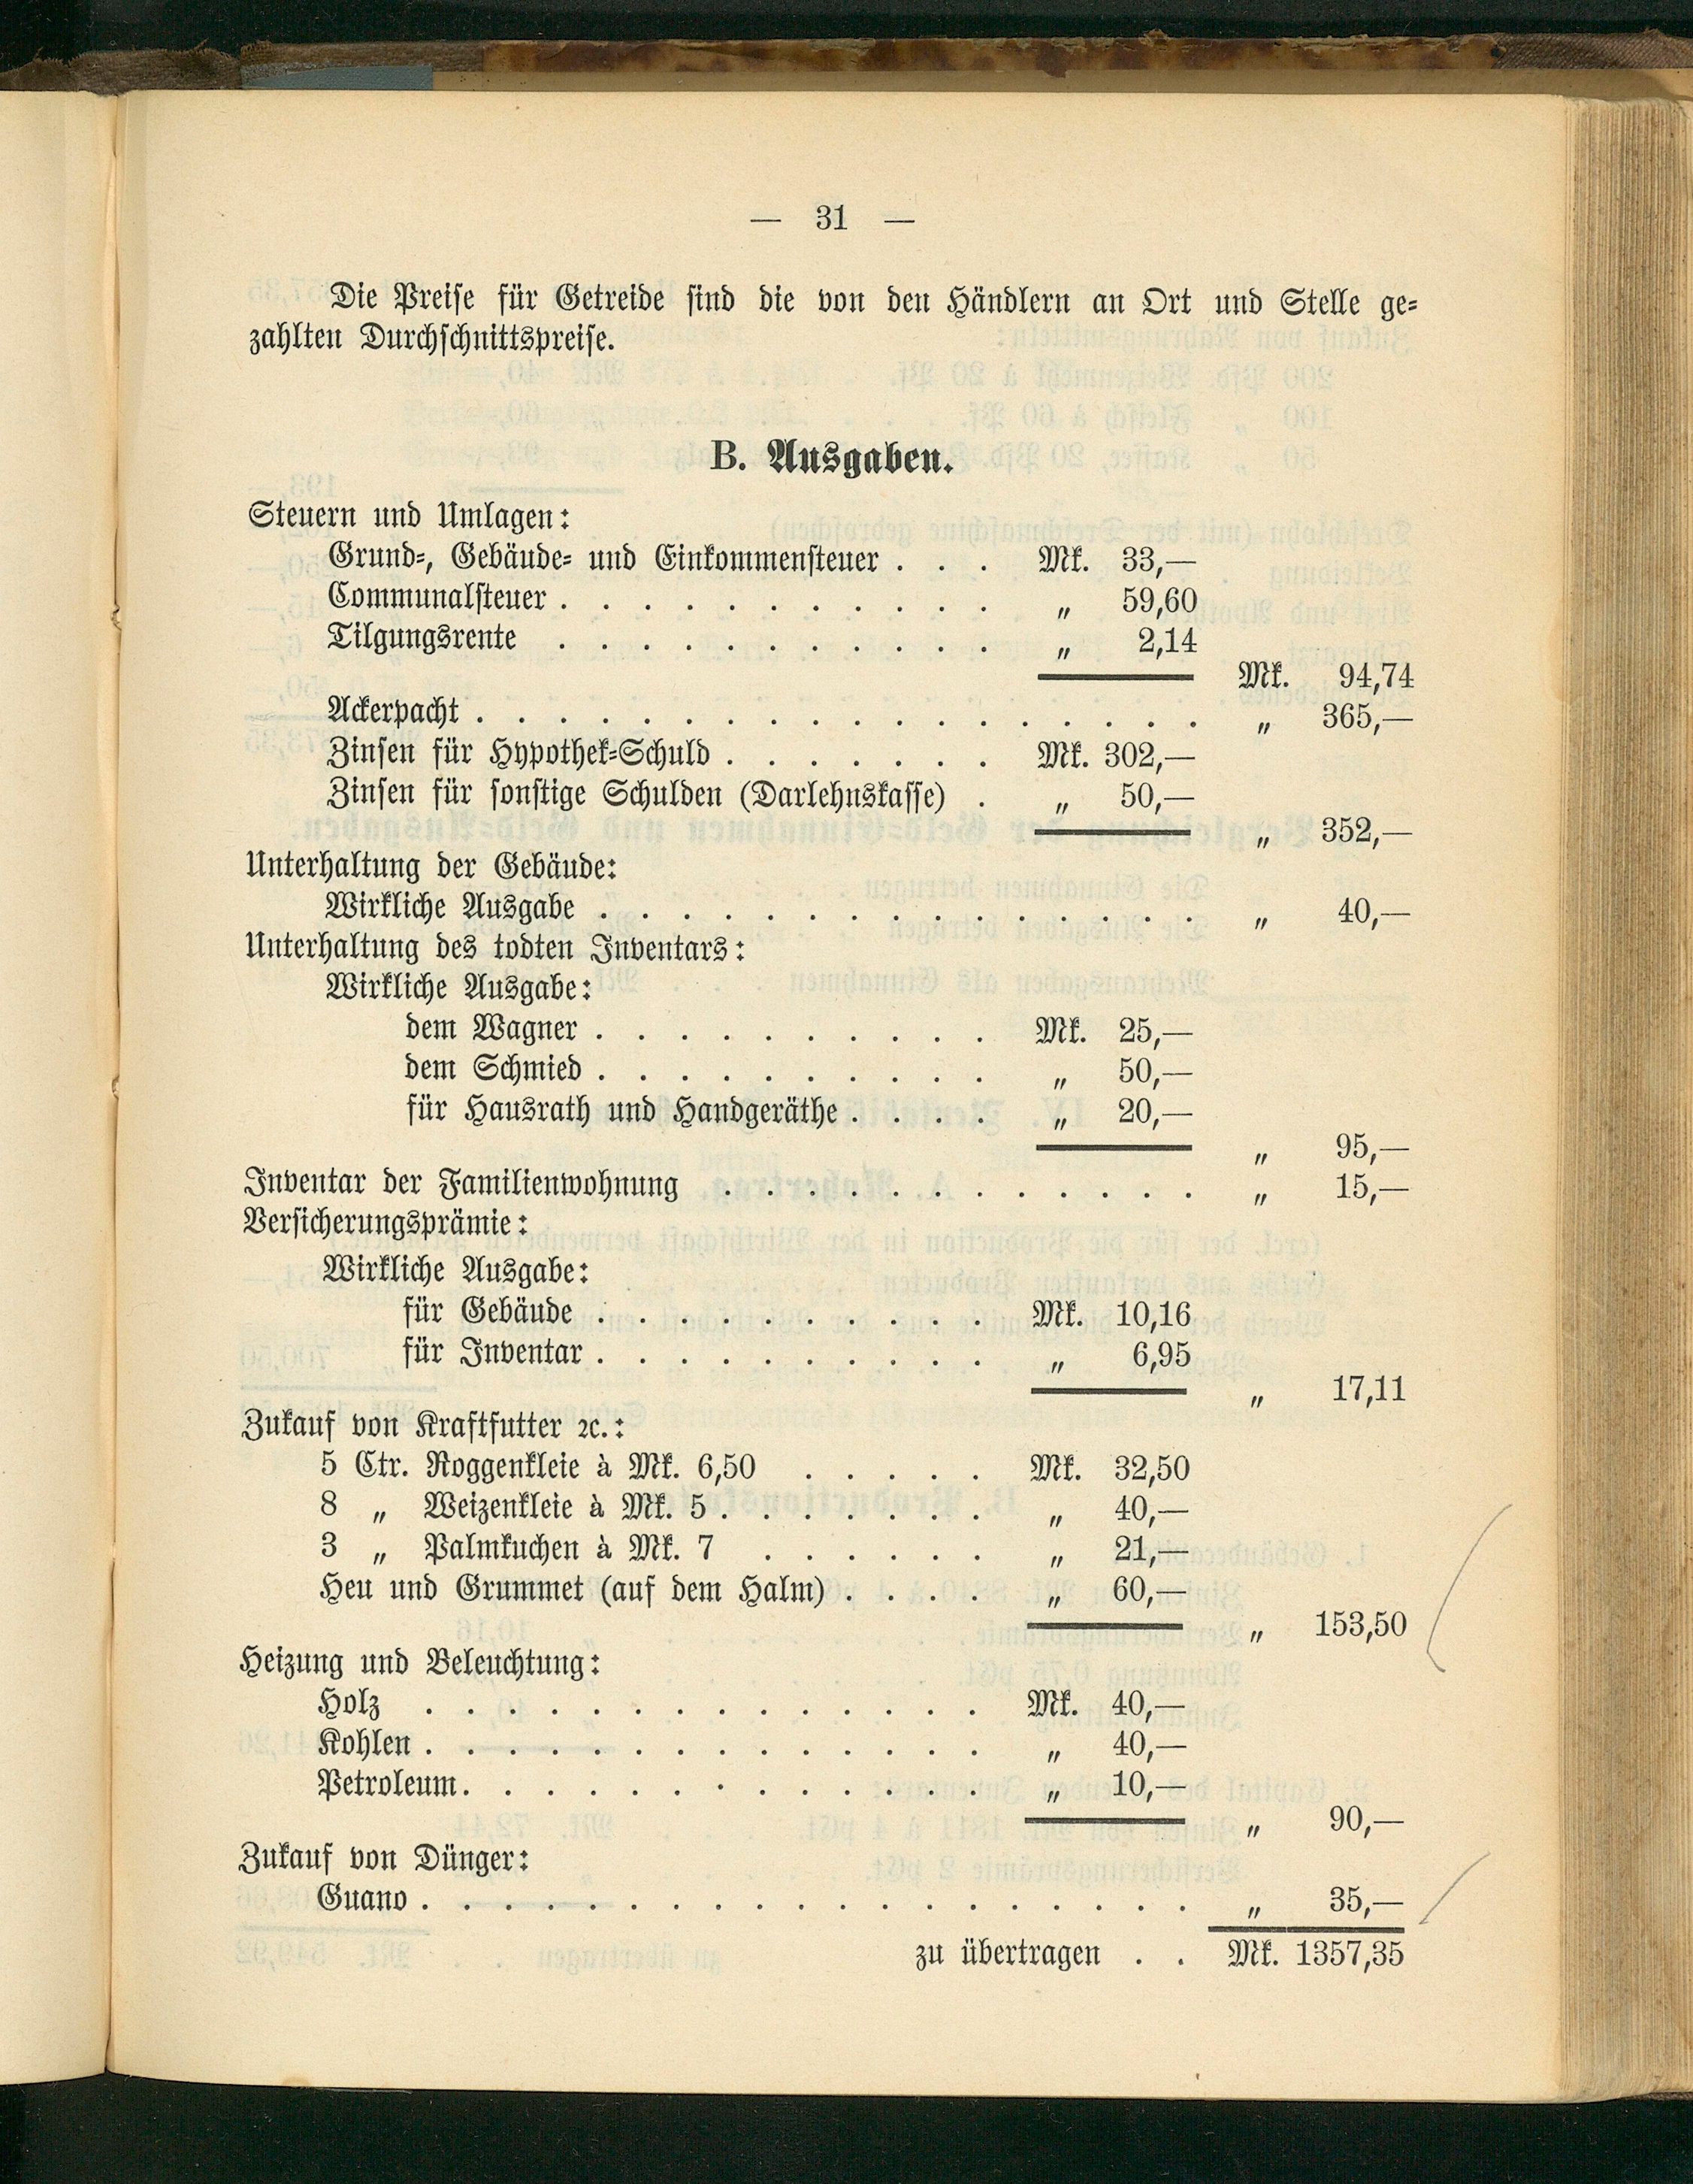 — 31 —
Die Preise für Getreide sind die von den Händlern an Ort und Stelle ge-
zahlten Durchschnittspreise.
B. Ausgaben.
Steuern und Umlagen:
Grund-, Gebäude- und Einkommensteuer . . . Mk. 33,—
Communalsteuer . . . . . . . . . . . „ 59,60
Tilgungsrente . . . . . . . . . . . „ 2,14
Mk. 94,74
Ackerpacht . . . . . . . . . . . . . . . . . . „ 365,—
Zinsen für Hypothek-Schuld . . . . . . . Mk. 302,—
Zinsen für sonstige Schulden (Darlehnskasse) . „ 50,—
„ 352,—
Unterhaltung der Gebäude:
Wirkliche Ausgabe . . . . . . . . . . . . . . . „ 40,—
Unterhaltung des todten Inventars:
Wirkliche Ausgabe:
dem Wagner . . . . . . . . . . Mk. 25,—
dem Schmied . . . . . . . . . . „ 50,—
für Hausrath und Handgeräthe . . . . „ 20,—
„ 95,—
Inventar der Familienwohnung . . . . . . . . . . . . „ 15,—
Versicherungsprämie:
Wirkliche Ausgabe:
für Gebäude . . . . . . . . . . Mk. 10,16
für Inventar . . . . . . . . . . „ 6,95
„ 17,11
Zukauf von Kraftfutter ꝛc.:
5 Ctr. Roggenkleie à Mk. 6,50 . . . . . Mk. 32,50
8 „ Weizenkleie à Mk. 5 . . . . . . . „ 40,—
3 „ Palmkuchen à Mk. 7 . . . . . . „ 21,—
Heu und Grummet (auf dem Halm) . . . . „ 60,—
„ 153,50
Heizung und Beleuchtung:
Holz . . . . . . . . . . . . . . Mk. 40,—
Kohlen . . . . . . . . . . . . . . „ 40,—
Petroleum . . . . . . . . . . . . . „ 10,—
„ 90,—
Zukauf von Dünger:
Guano . . . . . . . . . . . . . . . . . . . „ 35,—
zu übertragen . . Mk. 1357,35